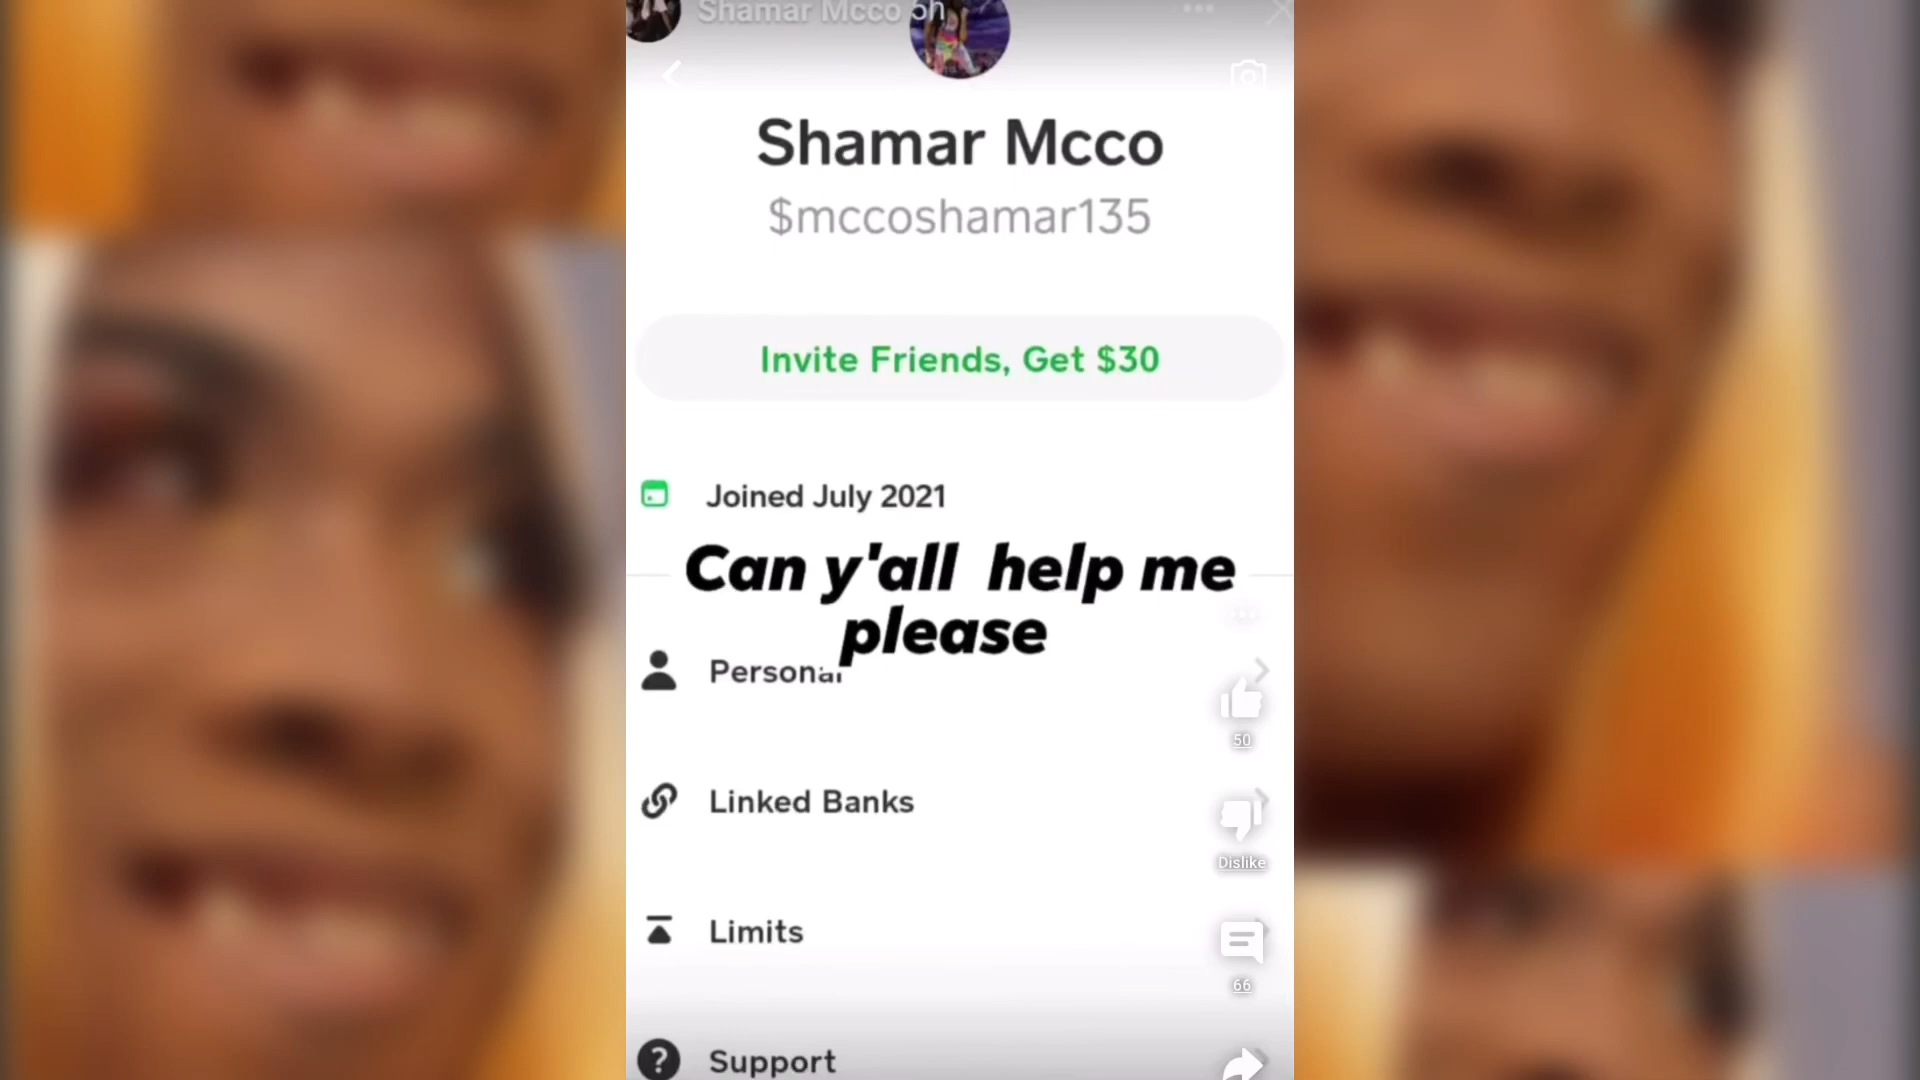 Shamar Mcco 5h
Shamar Mcco
$mccoshamar135
Invite Friends, Get $30
Joined July 2021
Can y'all help me
please
Personal
50
Linked Banks
Dislike
Limits
66
Support